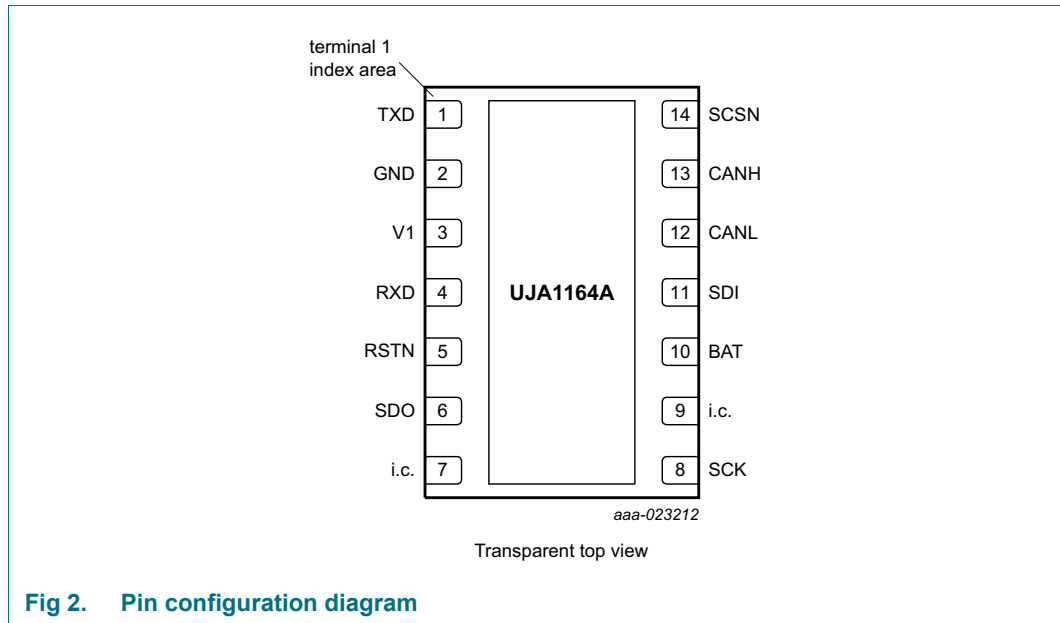 terminal 1
index area
TXD 1
GND 2
V1 3
RXD 4
RSTN 5
SDO 6
i.c. 7
UJA1164A
14 SCSN
13 CANH
12 CANL
11 SDI
10 BAT
9 i.c.
8 SCK
aaa-023212
Transparent top view
Fig 2. Pin configuration diagram